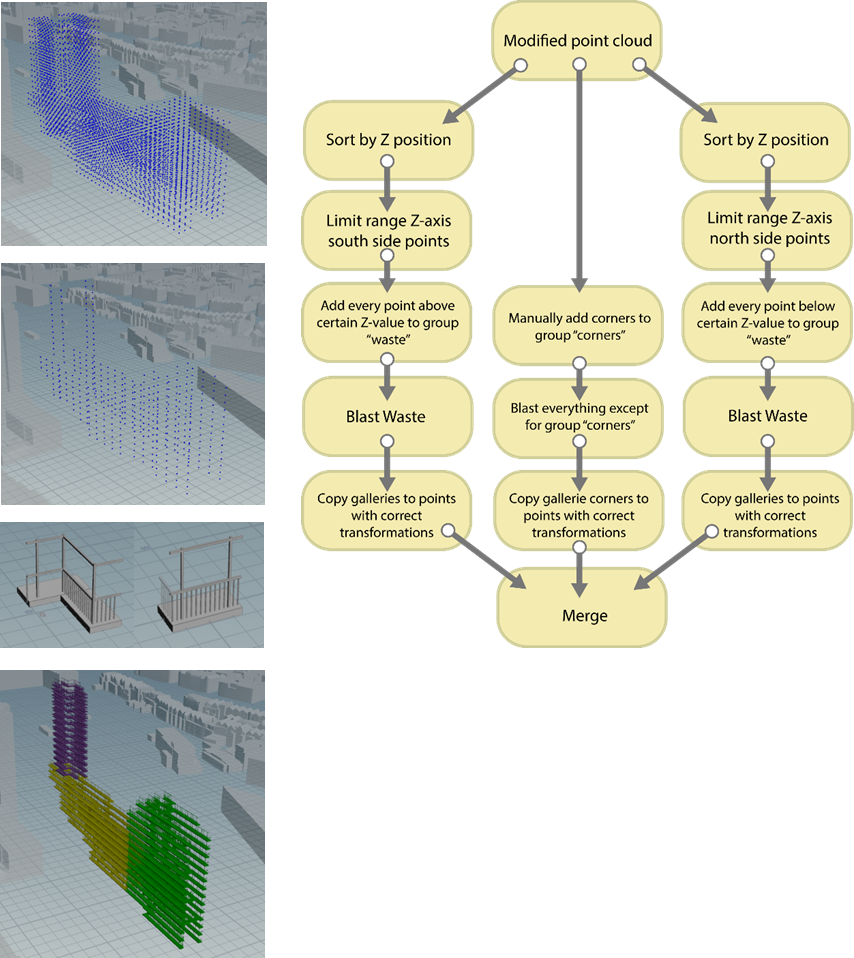 Modified point cloud
Sort by Z position
Limit range Z-axis
south side points
Add every point above
certain Z-value to group
“waste”
Blast Waste
Copy galleries to points
with correct
transformations
Manually add corners to
group “corners”
Blast everything except
for group “corners”
Copy gallerie corners to
points with correct
transformations
Sort by Z position
Limit range Z-axis
north side points
Add every point below
certain Z-value to group
“waste”
Blast Waste
Copy galleries to points
with correct
transformations
Merge